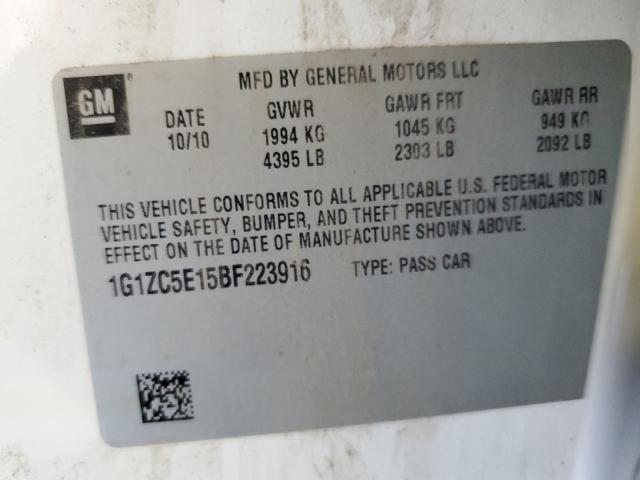 GM
MFD BY GENERAL MOTORS LLC
DATE GVWR GAWR FRT GAWR RR
10/10 1994 KG 1045 KG 949 KG
4395 LB 2303 LB 2092 LB
THIS VEHICLE CONFORMS TO ALL APPLICABLE U.S. FEDERAL MOTOR
VEHICLE SAFETY, BUMPER, AND THEFT PREVENTION STANDARDS IN
EFFECT ON THE DATE OF MANUFACTURE SHOWN ABOVE.
1G1ZC5E15BF223916 TYPE: PASS CAR